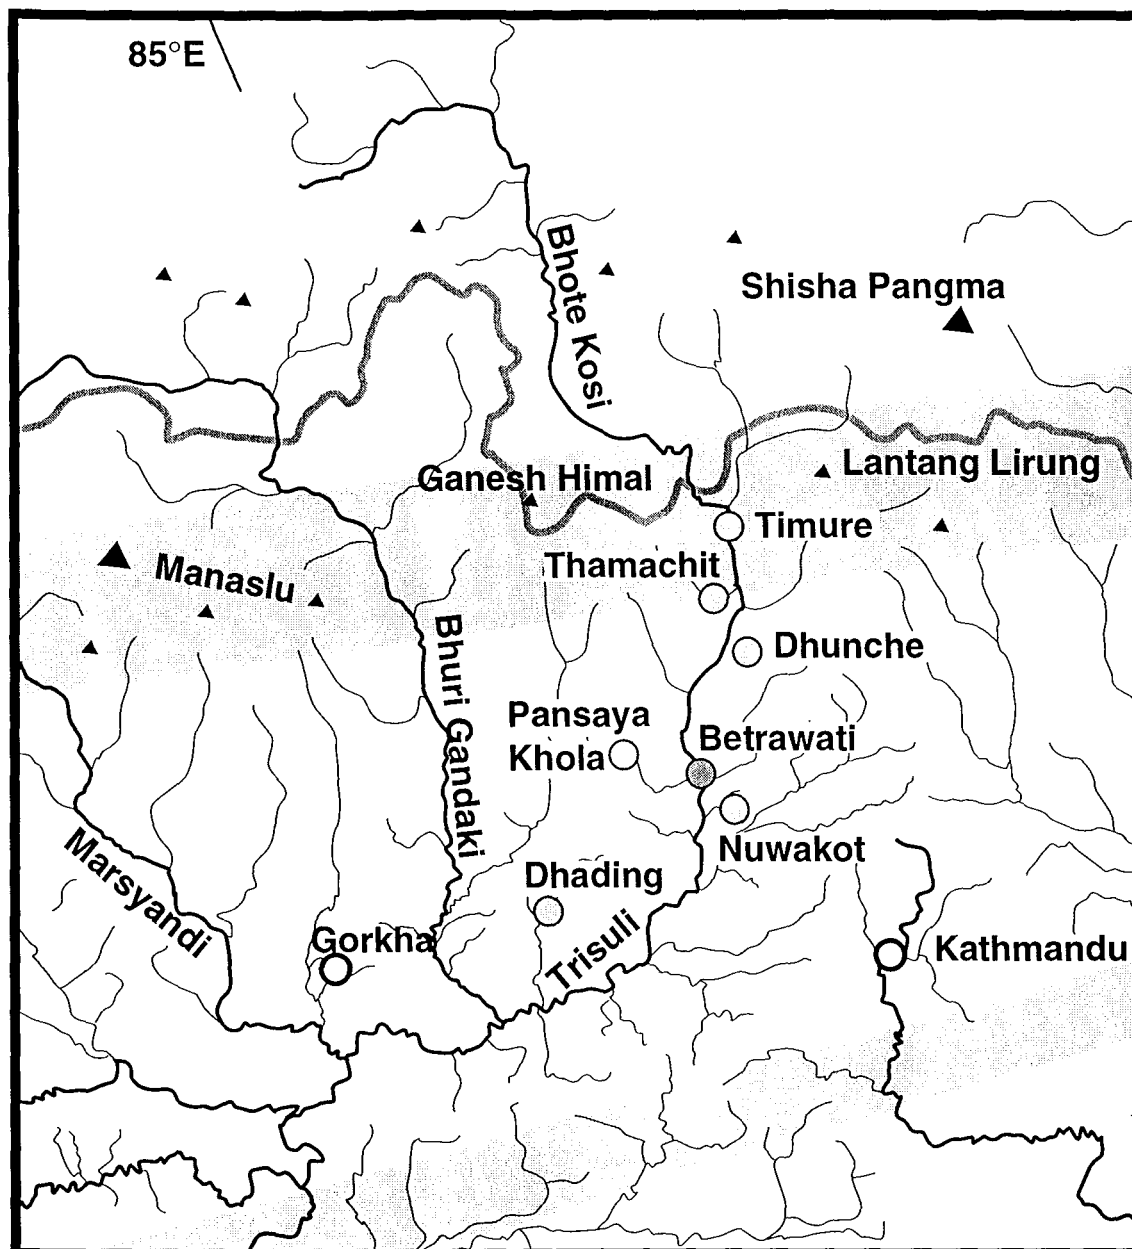 85°E
Bhote Kosi
Shisha Pangma
Ganesh Himal
Lantang Lirung
Timure
Thamachit
Manaslu
Dhunche
Bhuri Gandaki
Pansaya
Khola
Betrawati
Nuwakot
Marsyandi
Dhading
Gorkha
Trisuli
Kathmandu